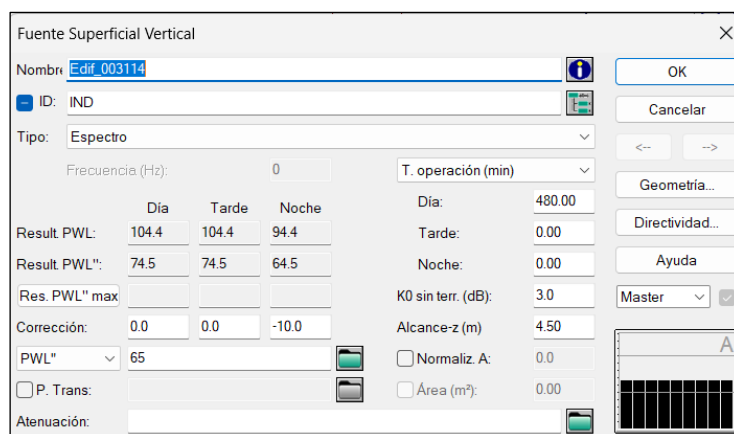 Fuente Superficial Vertical
Nombre Edif_003114 OK
ID: IND Cancelar
Tipo: Espectro <-- -->
Frecuencia (Hz): 0 T. operación (min) Geometría...
Día Tarde Noche Día: 480.00 Directividad...
Result. PWL: 104.4 104.4 94.4 Tarde: 0.00
Result. PWL'': 74.5 74.5 64.5 Noche: 0.00 Ayuda
Res. PWL'' max K0 sin terr. (dB): 3.0 Master
Corrección: 0.0 0.0 -10.0 Alcance-z (m) 4.50
PWL'' 65 Normaliz. A: 0.0 A
P. Trans: Área (m²): 0.00
Atenuación: